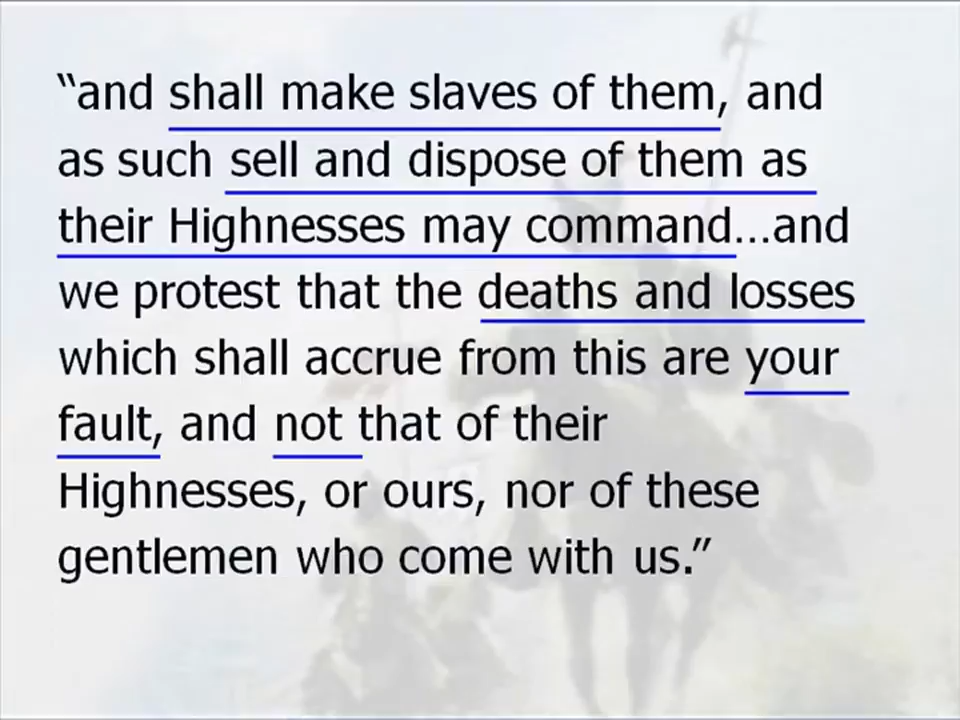 “and shall make slaves of them, and
as such sell and dispose of them as
their Highnesses may command…and
we protest that the deaths and losses
which shall accrue from this are your
fault, and not that of their
Highnesses, or ours, nor of these
gentlemen who come with us.”